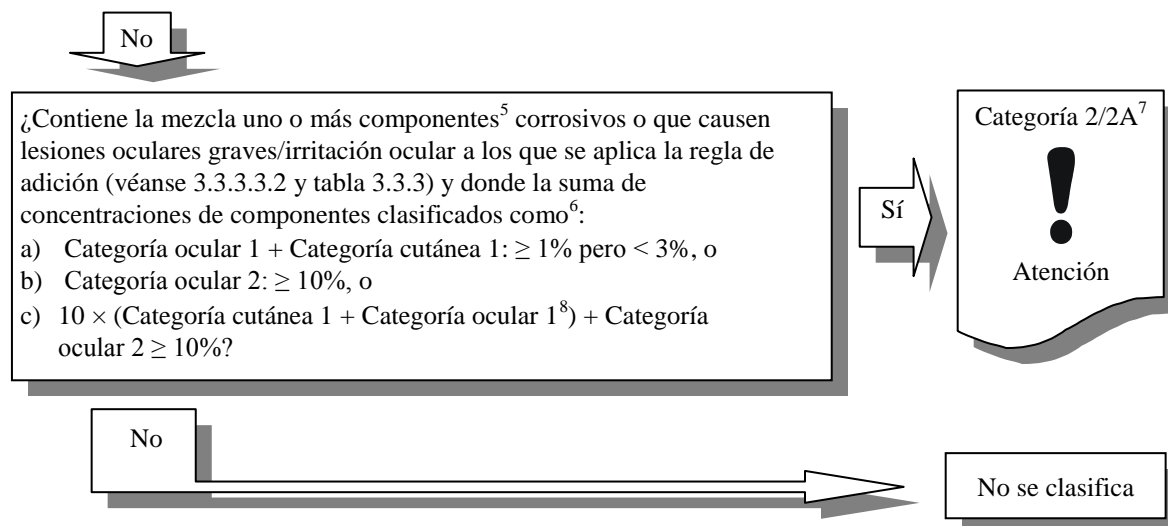 No
¿Contiene la mezcla uno o más componentes⁵ corrosivos o que causen
lesiones oculares graves/irritación ocular a los que se aplica la regla de
adición (véanse 3.3.3.3.2 y tabla 3.3.3) y donde la suma de
concentraciones de componentes clasificados como⁶:
a) Categoría ocular 1 + Categoría cutánea 1: ≥ 1% pero < 3%, o
b) Categoría ocular 2: ≥ 10%, o
c) 10 × (Categoría cutánea 1 + Categoría ocular 1⁸) + Categoría
ocular 2 ≥ 10%?
Sí
Categoría 2/2A⁷
!
Atención
No
No se clasifica